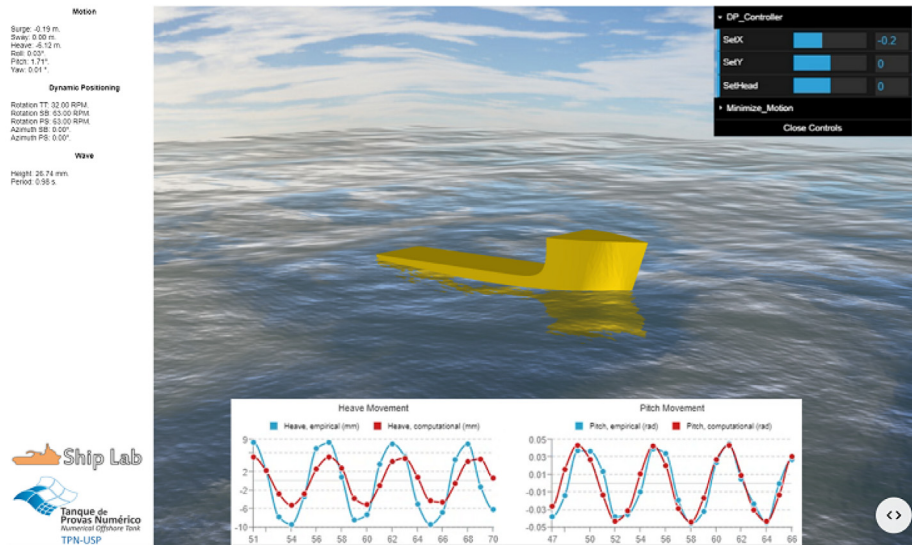 Motion
Surge: -0.19 m.
Sway: 0.00 m.
Heave: -6.12 m.
Roll: 0.03°.
Pitch: 1.71°.
Yaw: 0.01 °.
Dynamic Positioning
Rotation TT: 32.00 RPM.
Rotation SB: 63.00 RPM.
Rotation PS: 63.00 RPM.
Azimuth SB: 0.00°.
Azimuth PS: 0.00°.
Wave
Height: 26.74 mm.
Period: 0.98 s.
DP_Controller
SetX -0.2
SetY 0
SetHead 0
Minimize_Motion
Close Controls
Heave Movement
Heave, empirical (mm) Heave, computational (mm)
9
2
-2
-6
-10
51 54 56 58 60 62 64 66 68 70
Pitch Movement
Pitch, empirical (rad) Pitch, computational (rad)
0.05
0.03
0.01
-0.01
-0.03
-0.05
47 50 52 54 56 58 60 62 64 66
Ship Lab
Tanque de
Provas Numérico
Numerical Offshore Tank
TPN-USP